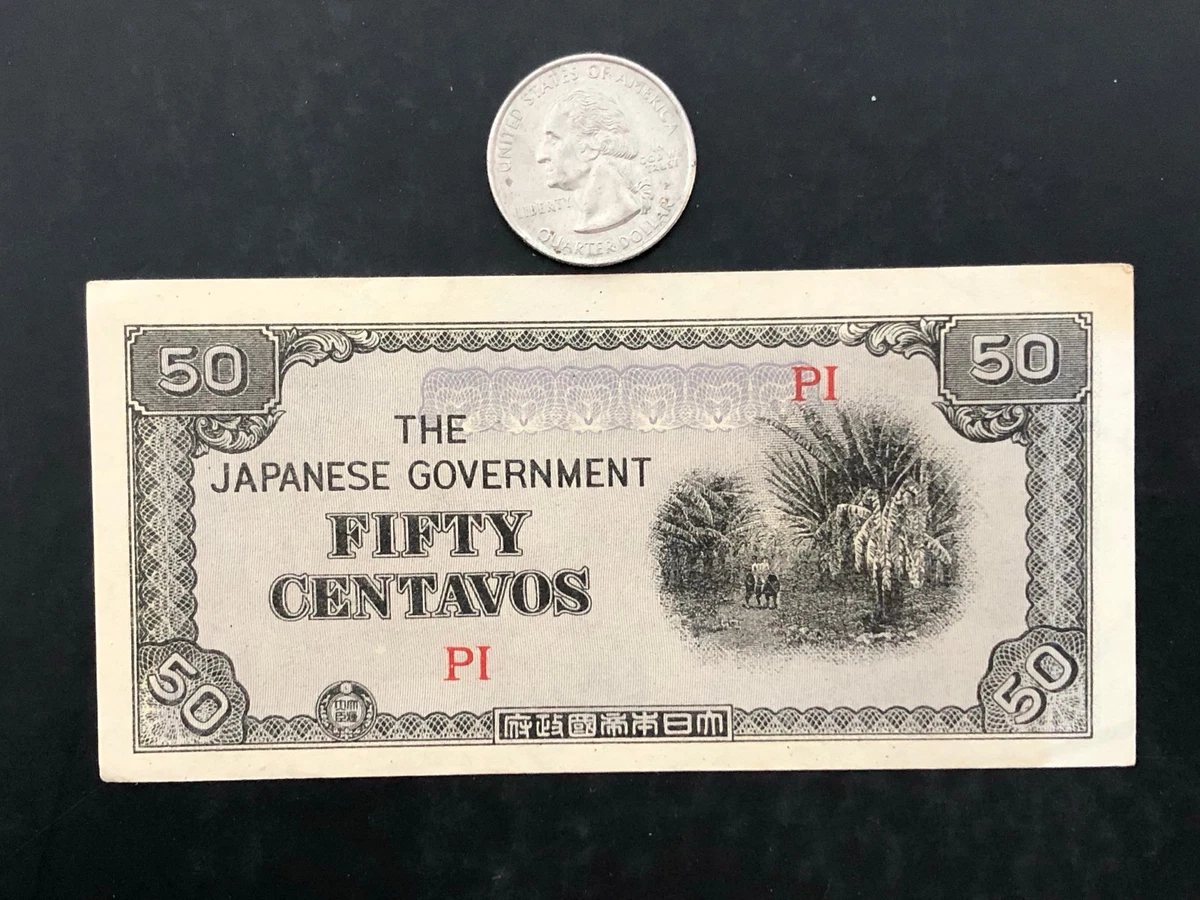 UNITED STATES OF AMERICA
LIBERTY
IN
GOD WE
TRUST
P
QUARTER DOLLAR
50
50
PI
THE
JAPANESE GOVERNMENT
FIFTY
CENTAVOS
PI
50
50
府政國帝本日大